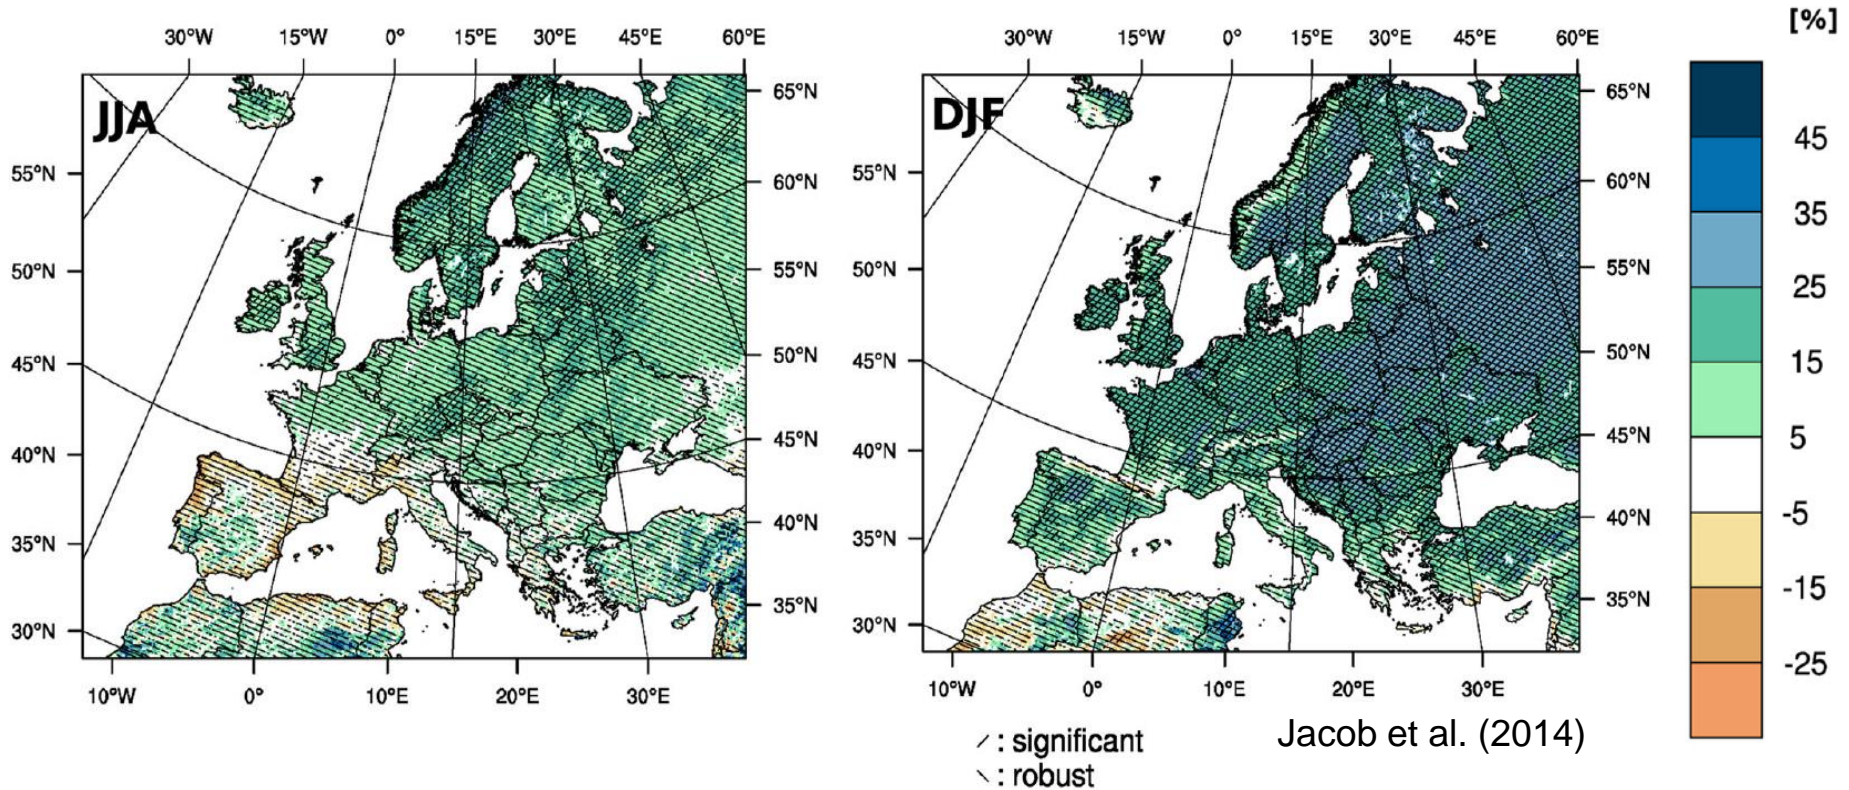 [%]
30°W 15°W 0° 15°E 30°E 45°E 60°E
JJA
55°N
50°N
45°N
40°N
35°N
30°N
65°N
60°N
55°N
50°N
45°N
40°N
35°N
10°W 0° 10°E 20°E 30°E
30°W 15°W 0° 15°E 30°E 45°E 60°E
DJF
55°N
50°N
45°N
40°N
35°N
30°N
65°N
60°N
55°N
50°N
45°N
40°N
35°N
10°W 0° 10°E 20°E 30°E
45
35
25
15
5
-5
-15
-25
⟋ : significant
⟍ : robust
Jacob et al. (2014)